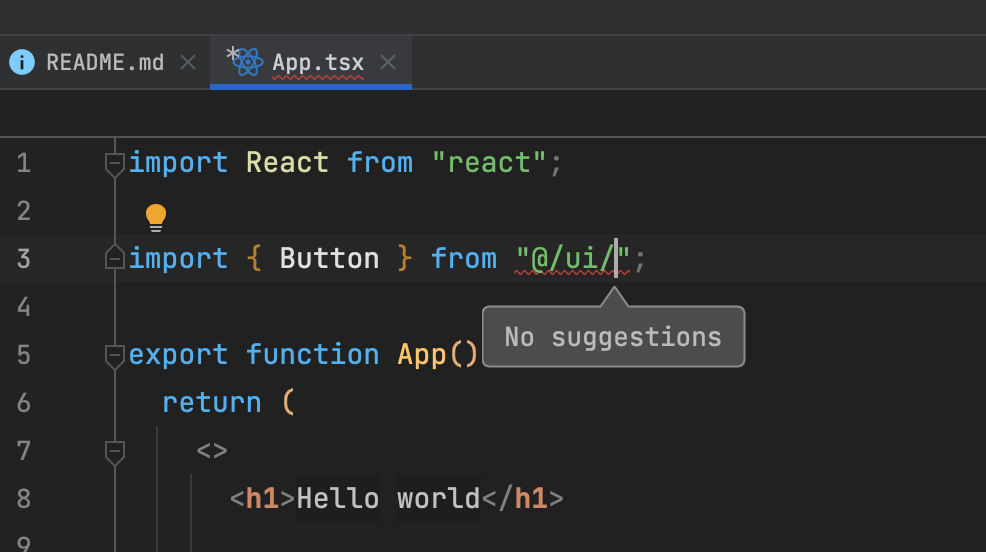 README.md App.tsx
1 import React from "react";
2
3 import { Button } from "@/ui/";
4 No suggestions
5 export function App()
6 return (
7 <>
8 <h1>Hello world</h1>
9